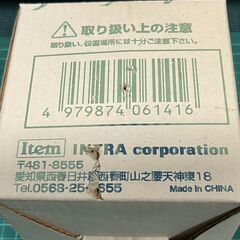 ⚠取り扱い上の注意
取り扱い、設置場所には十分ご注意下さい。
4 979874 061416
Item INTRA corporation
〒481-8555
愛知県西春日井郡西春町山之腰天神東18
Tel.0568-25-655
Made in CHINA